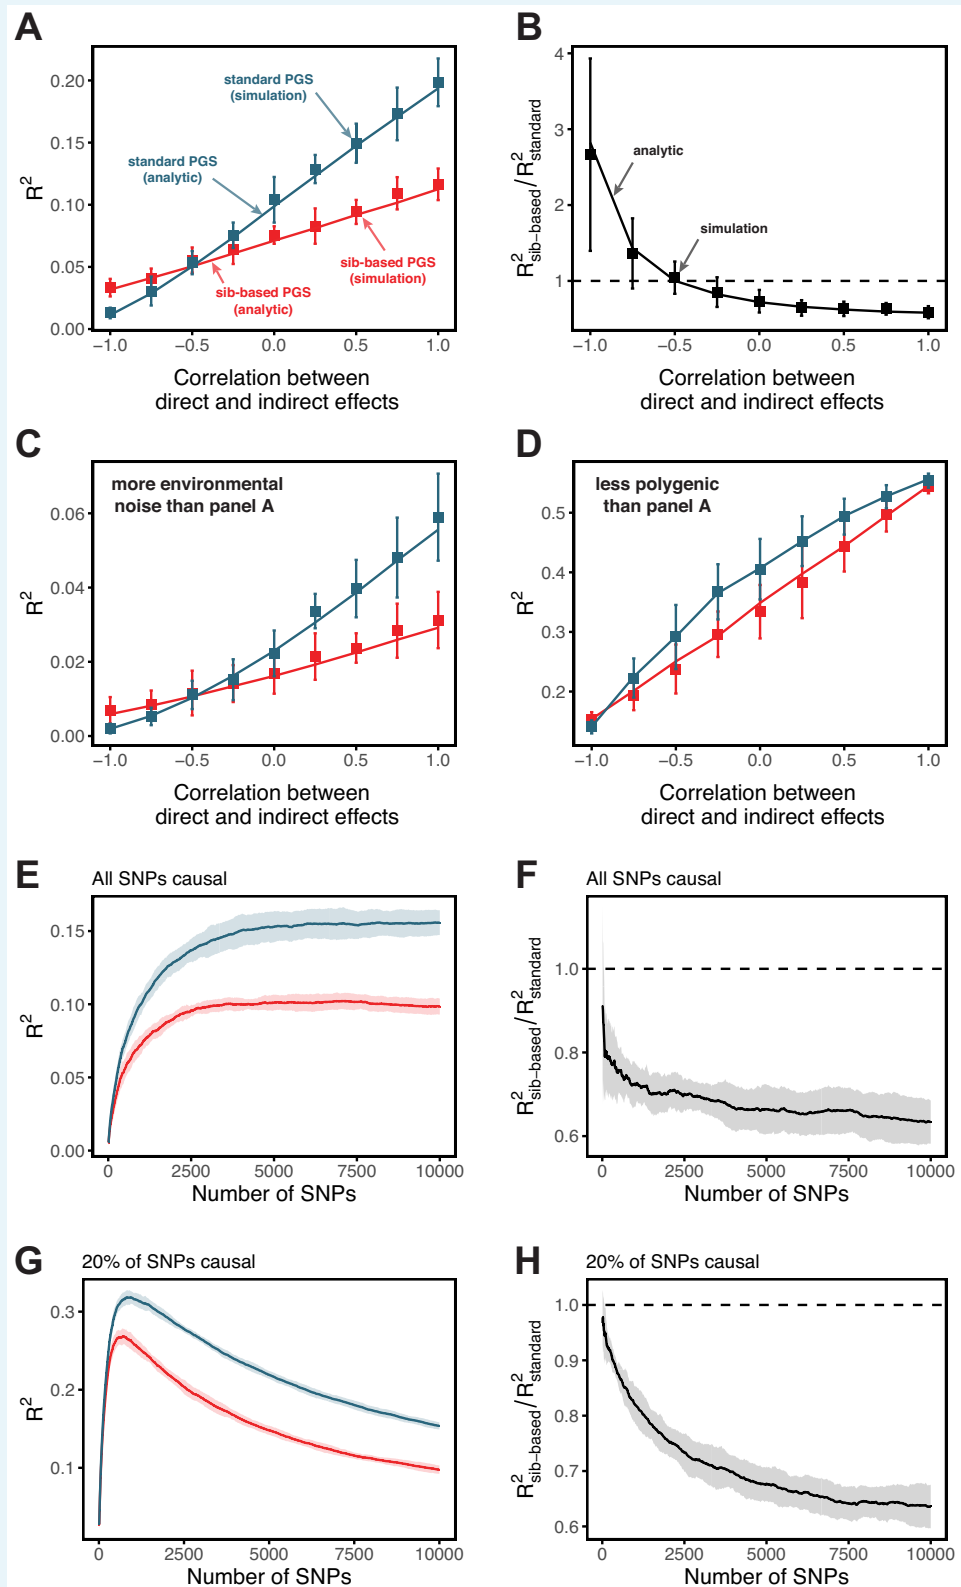 A
R²
0.20
0.15
0.10
0.05
0.00
standard PGS
(simulation)
standard PGS
(analytic)
sib-based PGS
(simulation)
sib-based PGS
(analytic)
−1.0 −0.5 0.0 0.5 1.0
Correlation between
direct and indirect effects
B
R²sib−based/R²standard
4
3
2
1
analytic
simulation
−1.0 −0.5 0.0 0.5 1.0
Correlation between
direct and indirect effects
C
more environmental
noise than panel A
R²
0.06
0.04
0.02
0.00
−1.0 −0.5 0.0 0.5 1.0
Correlation between
direct and indirect effects
D
less polygenic
than panel A
R²
0.5
0.4
0.3
0.2
−1.0 −0.5 0.0 0.5 1.0
Correlation between
direct and indirect effects
E
All SNPs causal
R²
0.15
0.10
0.05
0.00
0 2500 5000 7500 10000
Number of SNPs
F
All SNPs causal
R²sib−based/R²standard
1.0
0.8
0.6
0 2500 5000 7500 10000
Number of SNPs
G
20% of SNPs causal
R²
0.3
0.2
0.1
0 2500 5000 7500 10000
Number of SNPs
H
20% of SNPs causal
R²sib−based/R²standard
1.0
0.9
0.8
0.7
0.6
0 2500 5000 7500 10000
Number of SNPs